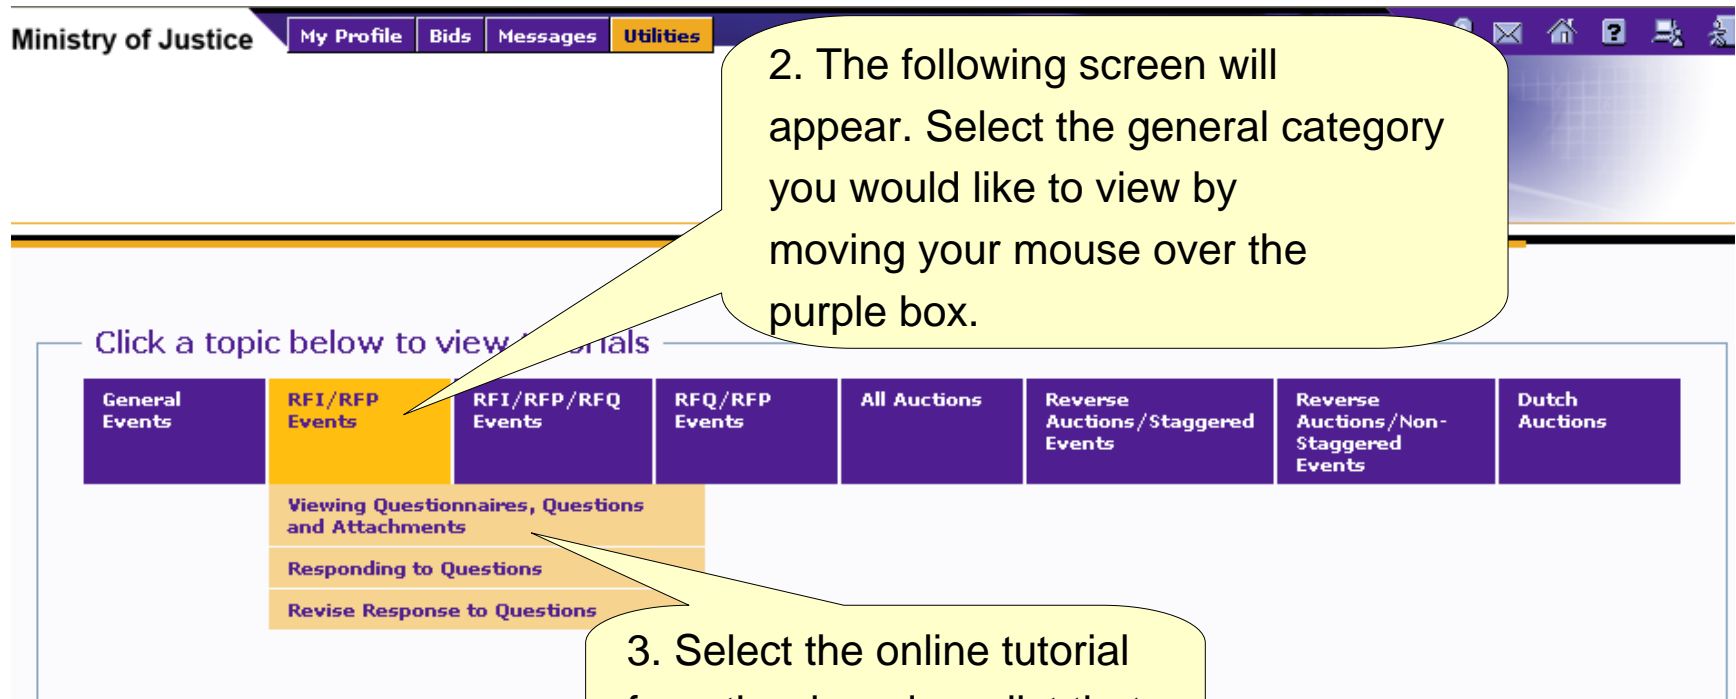 Ministry of Justice
My Profile Bids Messages Utilities
2. The following screen will
appear. Select the general category
you would like to view by
moving your mouse over the
purple box.
Click a topic below to view
General
Events
RFI/RFP
Events
RFI/RFP/RFQ
Events
RFQ/RFP
Events
All Auctions
Reverse
Auctions/Staggered
Events
Reverse
Auctions/Non-
Staggered
Events
Dutch
Auctions
Viewing Questionnaires, Questions
and Attachments
Responding to Questions
Revise Response to Questions
3. Select the online tutorial